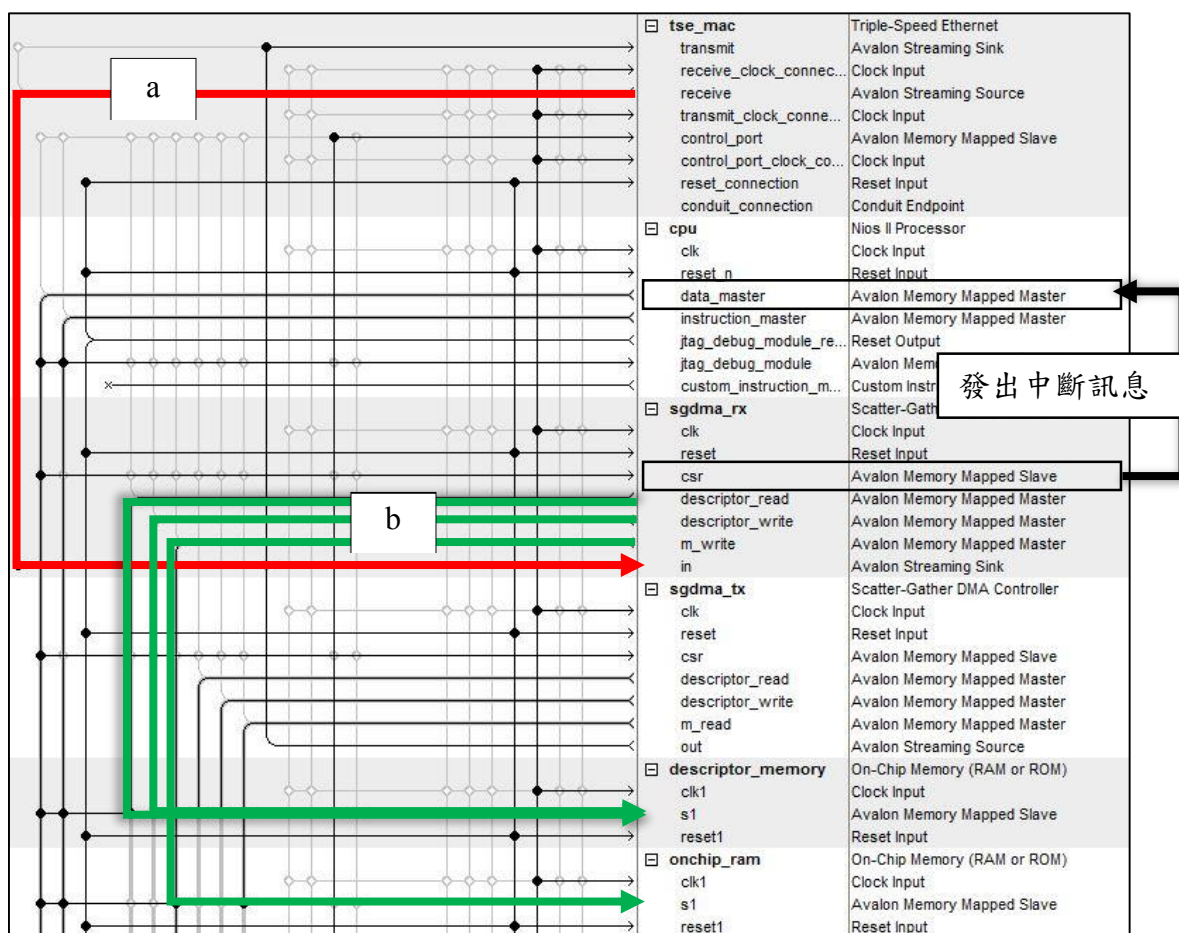 tse_mac Triple-Speed Ethernet
transmit Avalon Streaming Sink
receive_clock_connec... Clock Input
a
receive Avalon Streaming Source
transmit_clock_conne... Clock Input
control_port Avalon Memory Mapped Slave
control_port_clock_co... Clock Input
reset_connection Reset Input
conduit_connection Conduit Endpoint
cpu Nios II Processor
clk Clock Input
reset_n Reset Input
data_master Avalon Memory Mapped Master
instruction_master Avalon Memory Mapped Master
jtag_debug_module_re... Reset Output
jtag_debug_module Avalon Mem
custom_instruction_m... Custom Instr
發出中斷訊息
sgdma_rx Scatter-Gath
clk Clock Input
reset Reset Input
csr Avalon Memory Mapped Slave
descriptor_read Avalon Memory Mapped Master
b
descriptor_write Avalon Memory Mapped Master
m_write Avalon Memory Mapped Master
in Avalon Streaming Sink
sgdma_tx Scatter-Gather DMA Controller
clk Clock Input
reset Reset Input
csr Avalon Memory Mapped Slave
descriptor_read Avalon Memory Mapped Master
descriptor_write Avalon Memory Mapped Master
m_read Avalon Memory Mapped Master
out Avalon Streaming Source
descriptor_memory On-Chip Memory (RAM or ROM)
clk1 Clock Input
s1 Avalon Memory Mapped Slave
reset1 Reset Input
onchip_ram On-Chip Memory (RAM or ROM)
clk1 Clock Input
s1 Avalon Memory Mapped Slave
reset1 Reset Input